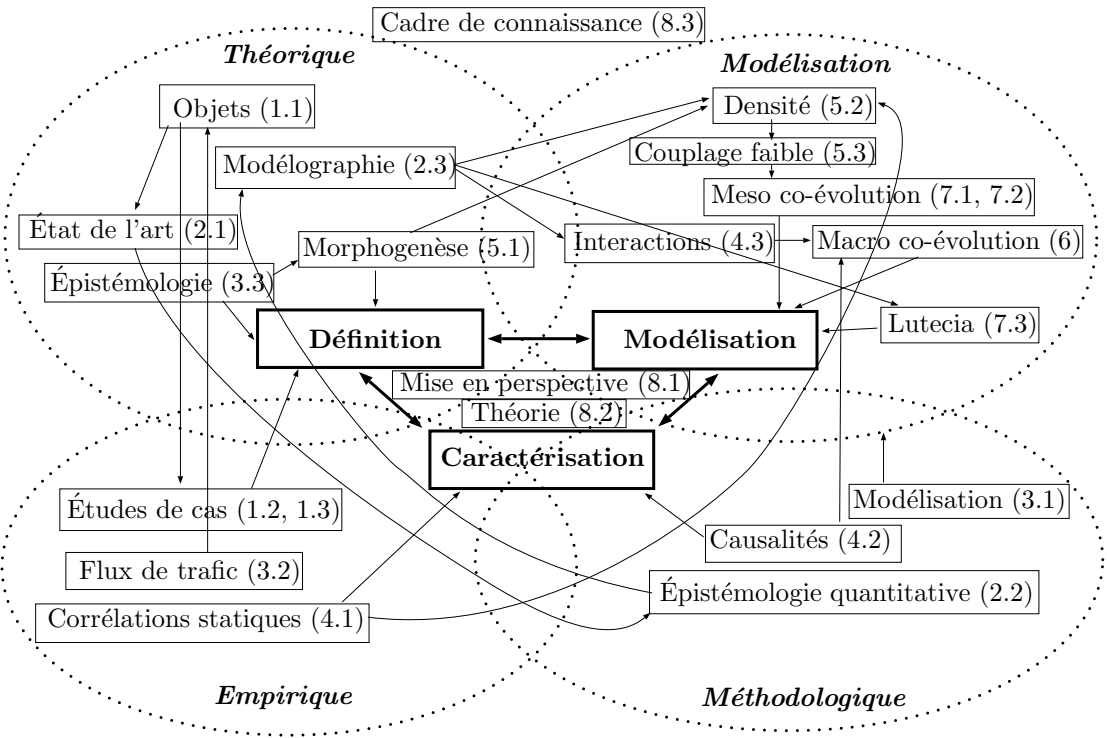 Cadre de connaissance (8.3)
Théorique
Modélisation
Objets (1.1)
Densité (5.2)
Modélographie (2.3)
Couplage faible (5.3)
Meso co-évolution (7.1, 7.2)
État de l'art (2.1)
Morphogenèse (5.1)
Interactions (4.3)
Macro co-évolution (6)
Épistémologie (3.3)
Définition
Modélisation
Lutecia (7.3)
Mise en perspective (8.1)
Théorie (8.2)
Caractérisation
Études de cas (1.2, 1.3)
Modélisation (3.1)
Causalités (4.2)
Flux de trafic (3.2)
Épistémologie quantitative (2.2)
Corrélations statiques (4.1)
Empirique
Méthodologique